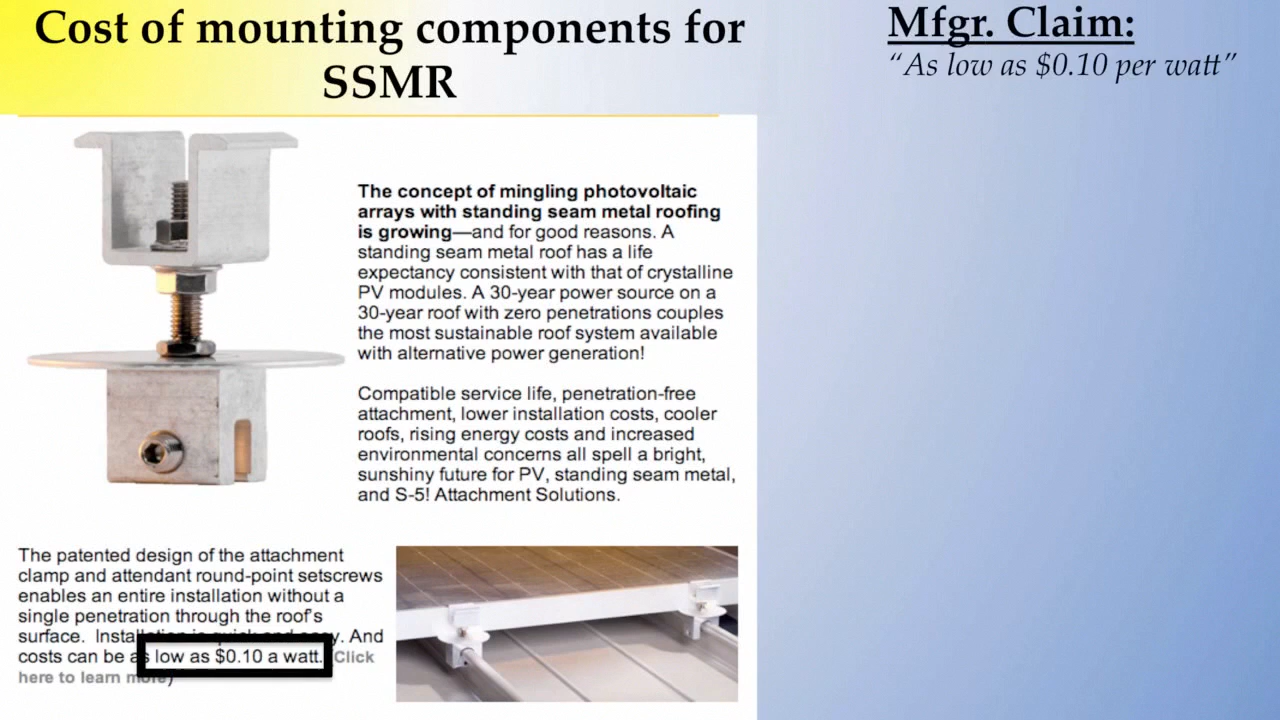 Cost of mounting components for
SSMR
Mfgr. Claim:
“As low as $0.10 per watt”
The concept of mingling photovoltaic
arrays with standing seam metal roofing
is growing—and for good reasons. A
standing seam metal roof has a life
expectancy consistent with that of crystalline
PV modules. A 30-year power source on a
30-year roof with zero penetrations couples
the most sustainable roof system available
with alternative power generation!
Compatible service life, penetration-free
attachment, lower installation costs, cooler
roofs, rising energy costs and increased
environmental concerns all spell a bright,
sunshiny future for PV, standing seam metal,
and S-5! Attachment Solutions.
The patented design of the attachment
clamp and attendant round-point setscrews
enables an entire installation without a
single penetration through the roof's
surface. Installation is quick and easy. And
costs can be as low as $0.10 a watt. (Click
here to learn more)